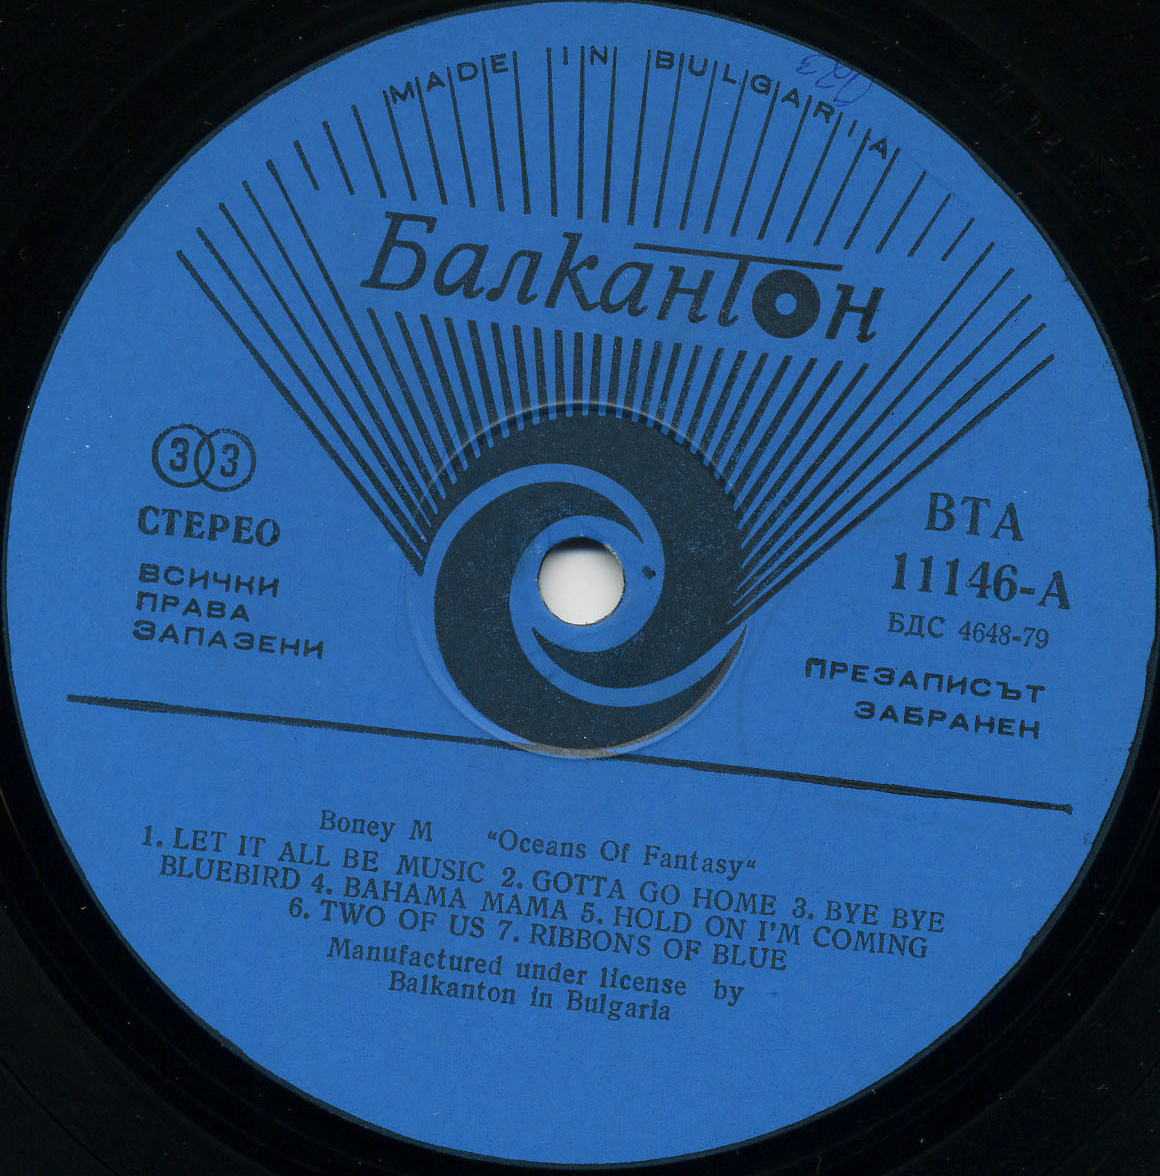 MADE IN BULGARIA
Балкантон
33
СТЕРЕО
ВСИЧКИ
ПРАВА
ЗАПАЗЕНИ
ВТА
11146-А
БДС 4648-79
ПРЕЗАПИСЪТ
ЗАБРАНЕН
Boney M “Oceans Of Fantasy“
1. LET IT ALL BE MUSIC 2. GOTTA GO HOME 3. BYE BYE
BLUEBIRD 4. BAHAMA MAMA 5. HOLD ON I'M COMING
6. TWO OF US 7. RIBBONS OF BLUE
Manufactured under license by
Balkanton in Bulgaria